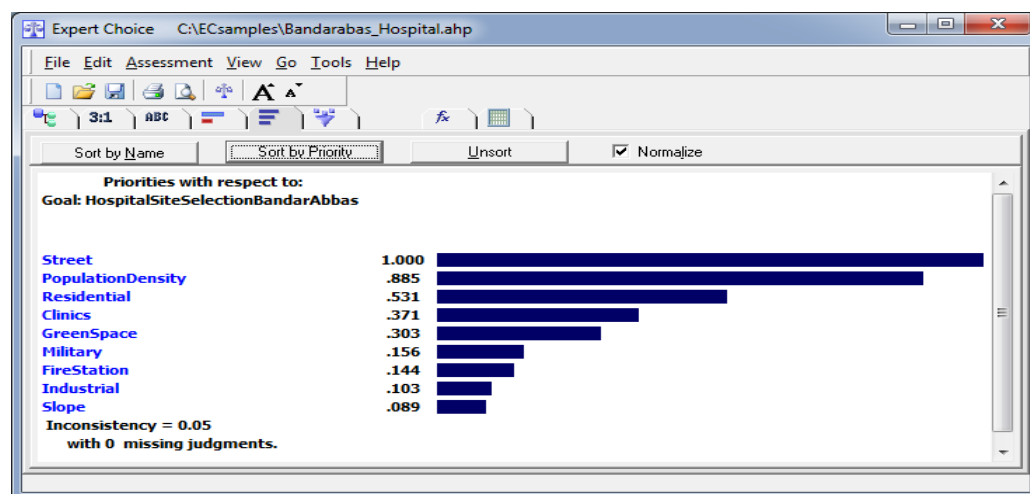 Expert Choice C:\ECsamples\Bandarabas_Hospital.ahp
File Edit Assessment View Go Tools Help
A A
3:1 ABC fx
Sort by Name Sort by Priority Unsort Normalize
Priorities with respect to:
Goal: HospitalSiteSelectionBandarAbbas
Street 1.000
PopulationDensity .885
Residential .531
Clinics .371
GreenSpace .303
Military .156
FireStation .144
Industrial .103
Slope .089
Inconsistency = 0.05
with 0 missing judgments.